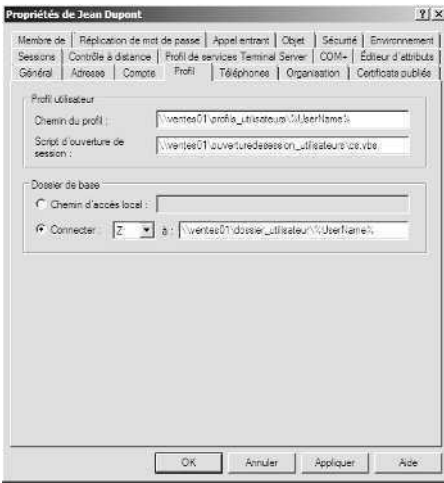 Propriétés de Jean Dupont
Membre de Réplication de mot de passe Appel entrant Objet Sécurité Environnement
Sessions Contrôle à distance Profil de services Terminal Server COM+ Éditeur d'attributs
Général Adresse Compte Profil Téléphones Organisation Certificats publiés
Profil utilisateur
Chemin du profil : \\ventes01\profils_utilisateurs\%UserName%
Script d'ouverture de
session : \\ventes01\ouverturedesession_utilisateurs\cs.vbs
Dossier de base
Chemin d'accès local :
Connecter : Z: à : \\ventes01\dossier_utilisateur\%UserName%
OK Annuler Appliquer Aide